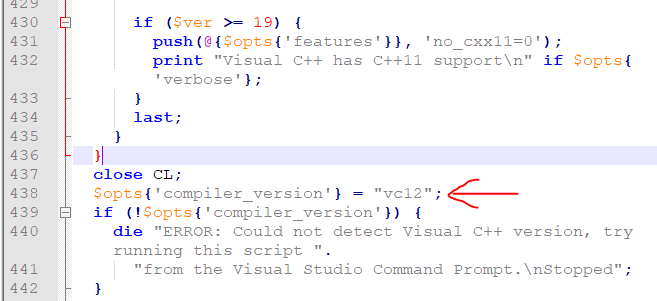 429
430 if ($ver >= 19) {
431 push(@{$opts{'features'}}, 'no_cxx11=0');
432 print "Visual C++ has C++11 support\n" if $opts{
'verbose'};
433 }
434 last;
435 }
436 }
437 close CL;
438 $opts{'compiler_version'} = "vc12";
439 if (!$opts{'compiler_version'}) {
440 die "ERROR: Could not detect Visual C++ version, try
running this script ".
441 "from the Visual Studio Command Prompt.\nStopped";
442 }